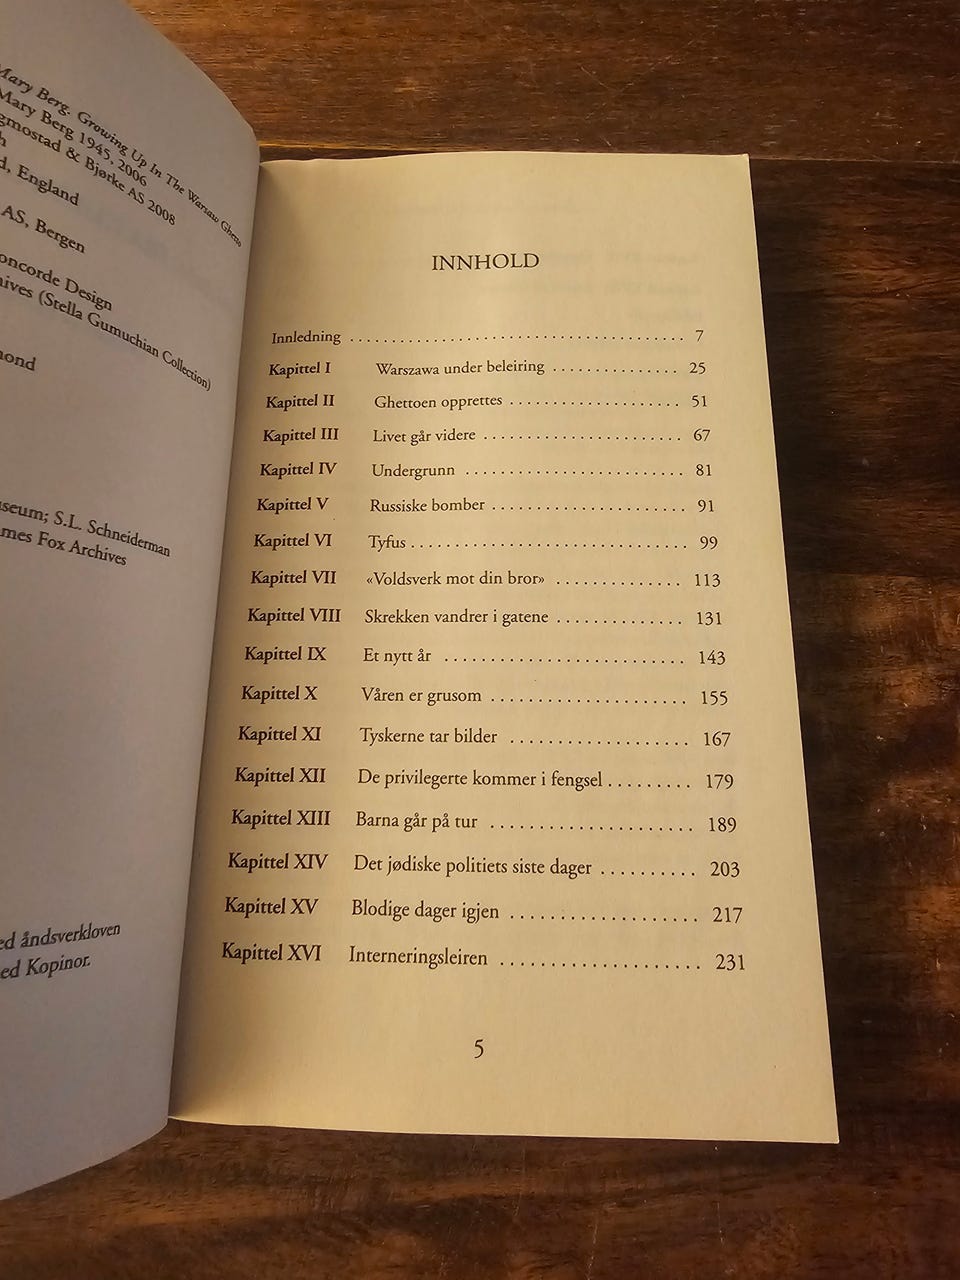 Mary Berg. Growing Up In The Warsaw Ghetto
Mary Berg 1945, 2006
gmostad & Bjørke AS 2008
h
d, England
AS, Bergen
oncorde Design
ives (Stella Gumuchian Collection)
mond
useum; S.L. Schneiderman
mes Fox Archives
ed åndsverkloven
ed Kopinor.
INNHOLD
Innledning . . . . . . . . . . . . . . . . . . . . . . . . . . . . . . . . . . . . . . . . 7
Kapittel I Warszawa under beleiring . . . . . . . . . . . . . . . 25
Kapittel II Ghettoen opprettes . . . . . . . . . . . . . . . . . . . . 51
Kapittel III Livet går videre . . . . . . . . . . . . . . . . . . . . . . . 67
Kapittel IV Undergrunn . . . . . . . . . . . . . . . . . . . . . . . . . 81
Kapittel V Russiske bomber . . . . . . . . . . . . . . . . . . . . . . 91
Kapittel VI Tyfus . . . . . . . . . . . . . . . . . . . . . . . . . . . . . . 99
Kapittel VII «Voldsverk mot din bror» . . . . . . . . . . . . . . 113
Kapittel VIII Skrekken vandrer i gatene . . . . . . . . . . . . . . 131
Kapittel IX Et nytt år . . . . . . . . . . . . . . . . . . . . . . . . . . 143
Kapittel X Våren er grusom . . . . . . . . . . . . . . . . . . . . . 155
Kapittel XI Tyskerne tar bilder . . . . . . . . . . . . . . . . . . . 167
Kapittel XII De privilegerte kommer i fengsel . . . . . . . . . 179
Kapittel XIII Barna går på tur . . . . . . . . . . . . . . . . . . . . . 189
Kapittel XIV Det jødiske politiets siste dager . . . . . . . . . . 203
Kapittel XV Blodige dager igjen . . . . . . . . . . . . . . . . . . 217
Kapittel XVI Interneringsleiren . . . . . . . . . . . . . . . . . . . 231
5